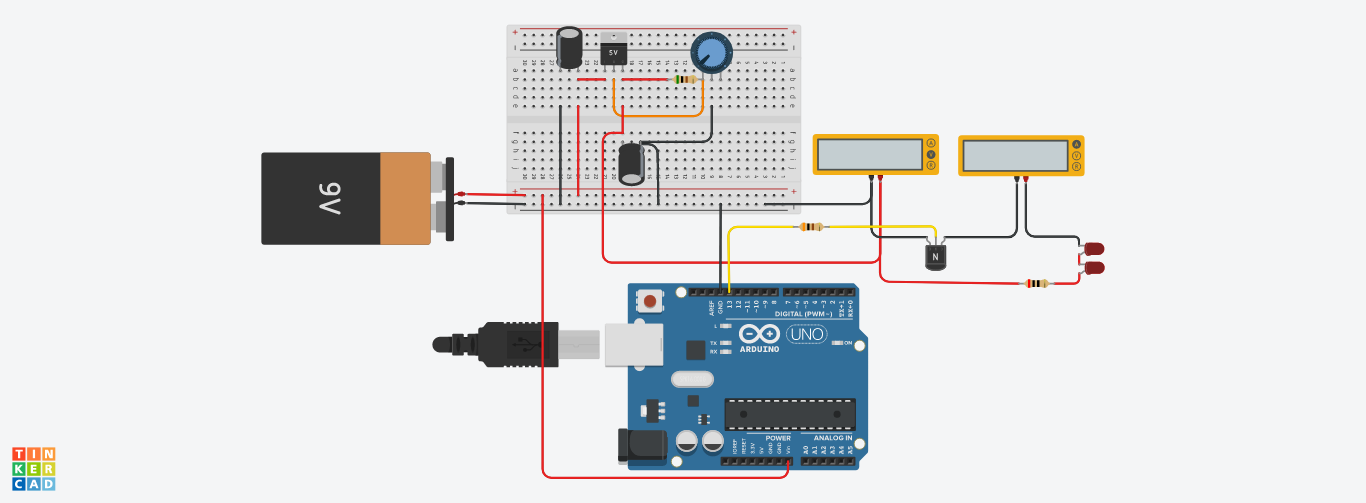 9V
5V
A
V
R
A
V
R
N
AREF
GND
13
12
~11
~10
~9
8
7
~6
~5
4
~3
2
TX→1
RX←0
DIGITAL (PWM~)
L
TX
RX
UNO
ARDUINO
ON
POWER
ANALOG IN
IOREF
RESET
3.3V
5V
GND
GND
Vin
A0
A1
A2
A3
A4
A5
TIN
KER
CAD